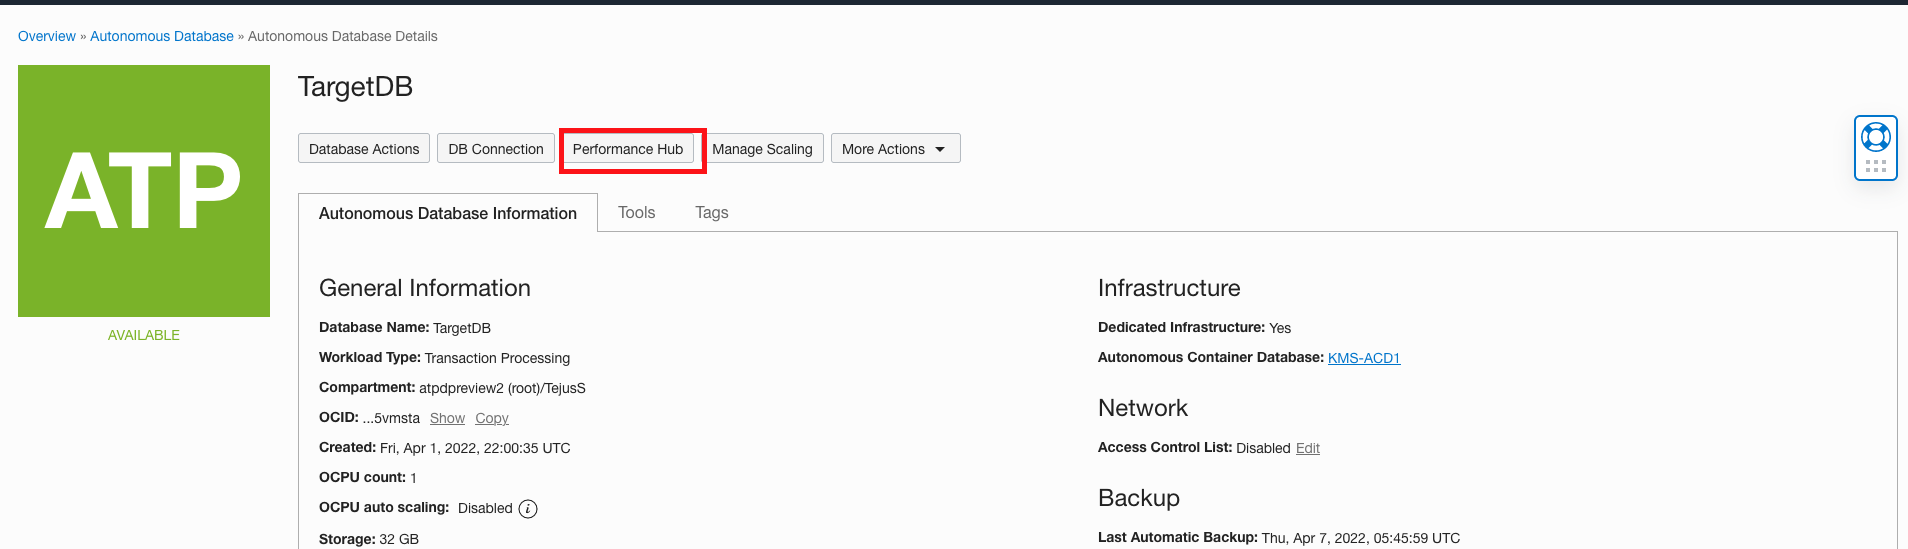 Overview » Autonomous Database » Autonomous Database Details
ATP
AVAILABLE
TargetDB
Database Actions DB Connection Performance Hub Manage Scaling More Actions
Autonomous Database Information Tools Tags
General Information
Database Name: TargetDB
Workload Type: Transaction Processing
Compartment: atpdpreview2 (root)/TejusS
OCID: ...5vmsta Show Copy
Created: Fri, Apr 1, 2022, 22:00:35 UTC
OCPU count: 1
OCPU auto scaling: Disabled i
Storage: 32 GB
Infrastructure
Dedicated Infrastructure: Yes
Autonomous Container Database: KMS-ACD1
Network
Access Control List: Disabled Edit
Backup
Last Automatic Backup: Thu, Apr 7, 2022, 05:45:59 UTC